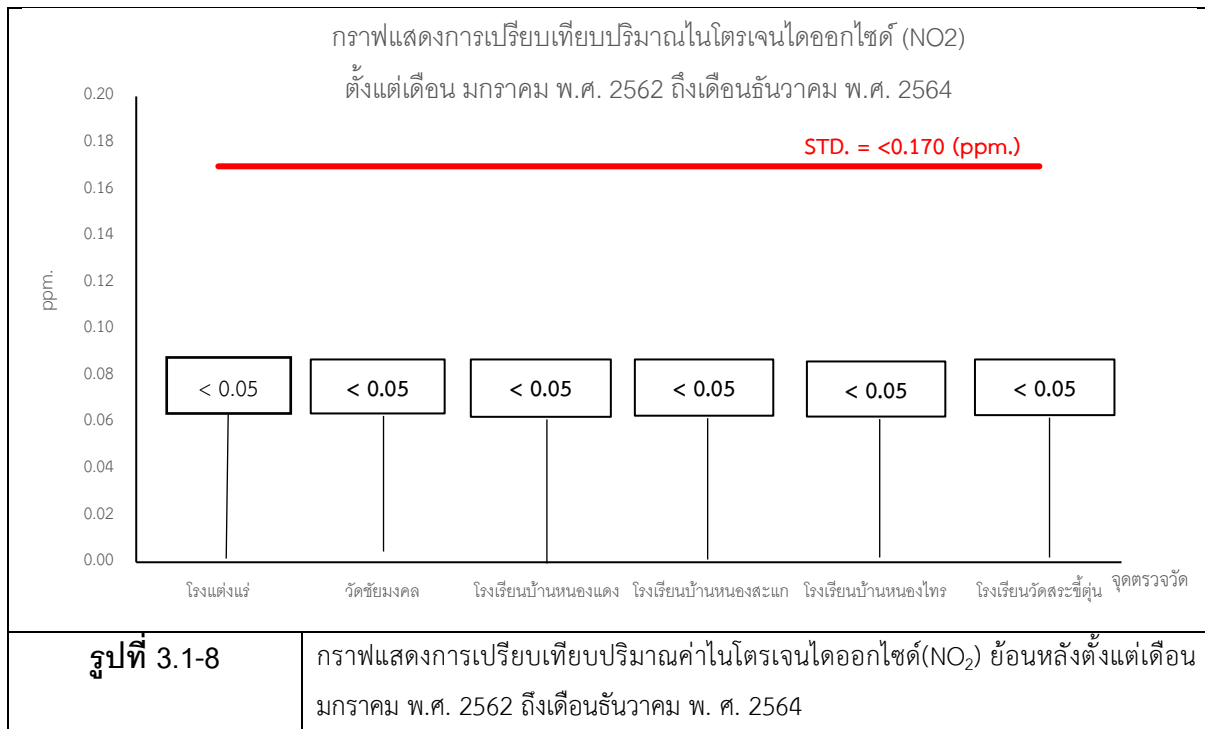 กราฟแสดงการเปรียบเทียบปริมาณไนโตรเจนไดออกไซด์ (NO2)
ตั้งแต่เดือน มกราคม พ.ศ. 2562 ถึงเดือนธันวาคม พ.ศ. 2564
STD. = <0.170 (ppm.)
ppm.
0.20
0.18
0.16
0.14
0.12
0.10
0.08
0.06
0.04
0.02
0.00
< 0.05 < 0.05 < 0.05 < 0.05 < 0.05 < 0.05
โรงแต่งแร่ วัดชัยมงคล โรงเรียนบ้านหนองแดง โรงเรียนบ้านหนองสะแก โรงเรียนบ้านหนองไทร โรงเรียนวัดสระขี้ตุ่น จุดตรวจวัด
รูปที่ 3.1-8
กราฟแสดงการเปรียบเทียบปริมาณค่าไนโตรเจนไดออกไซด์(NO₂) ย้อนหลังตั้งแต่เดือน
มกราคม พ.ศ. 2562 ถึงเดือนธันวาคม พ. ศ. 2564